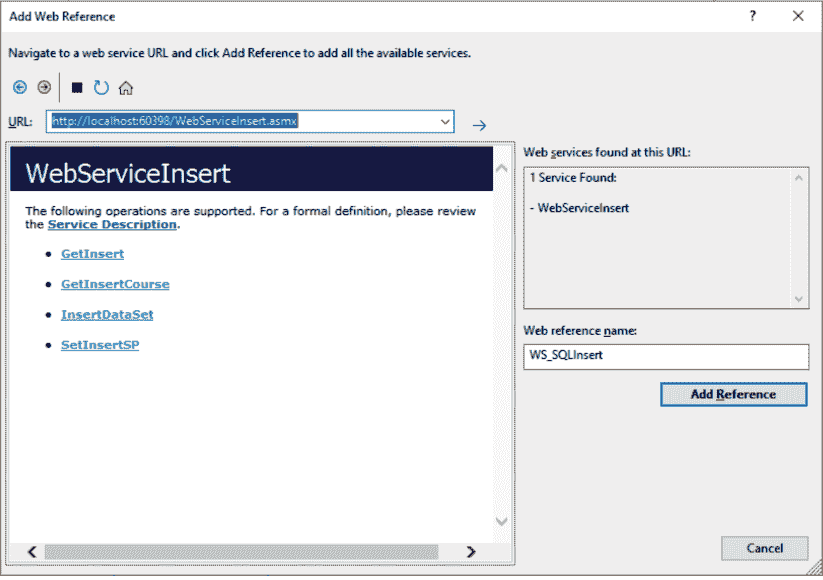 Add Web Reference
Navigate to a web service URL and click Add Reference to add all the available services.
URL: http://localhost:60398/WebServiceInsert.asmx
WebServiceInsert
The following operations are supported. For a formal definition, please review
the Service Description.
GetInsert
GetInsertCourse
InsertDataSet
SetInsertSP
Web services found at this URL:
1 Service Found:
- WebServiceInsert
Web reference name:
WS_SQLInsert
Add Reference
Cancel